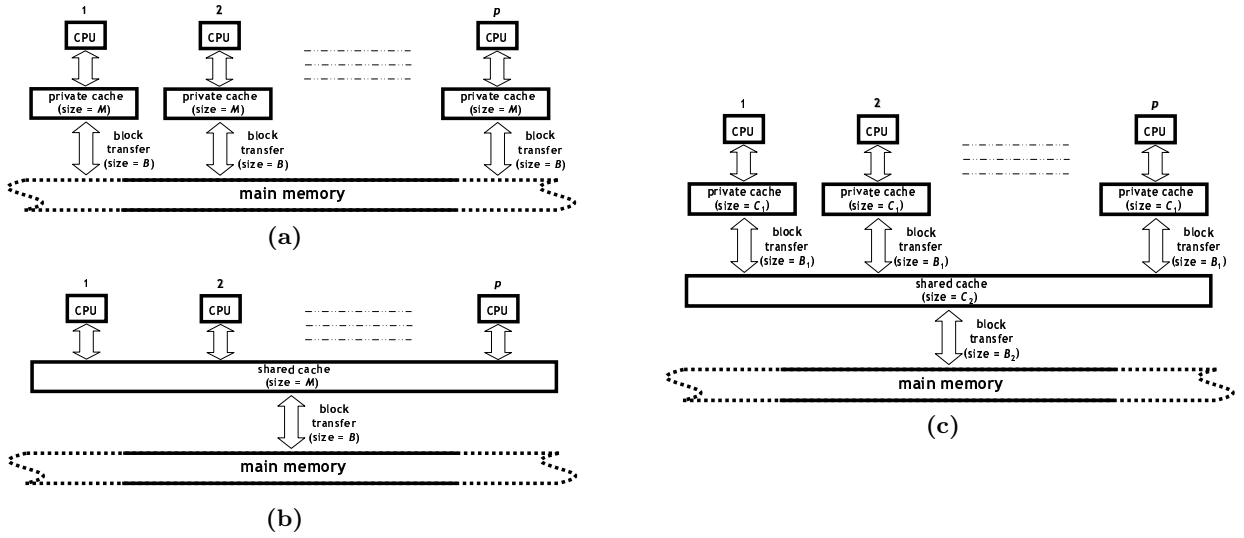 1 2 p
CPU CPU CPU
private cache private cache private cache
(size = M) (size = M) (size = M)
block block block
transfer transfer transfer
(size = B) (size = B) (size = B)
main memory
(a)
1 2 p
CPU CPU CPU
shared cache
(size = M)
block
transfer
(size = B)
main memory
(b)
1 2 p
CPU CPU CPU
private cache private cache private cache
(size = C₁) (size = C₁) (size = C₁)
block block block
transfer transfer transfer
(size = B₁) (size = B₁) (size = B₁)
shared cache
(size = C₂)
block
transfer
(size = B₂)
main memory
(c)